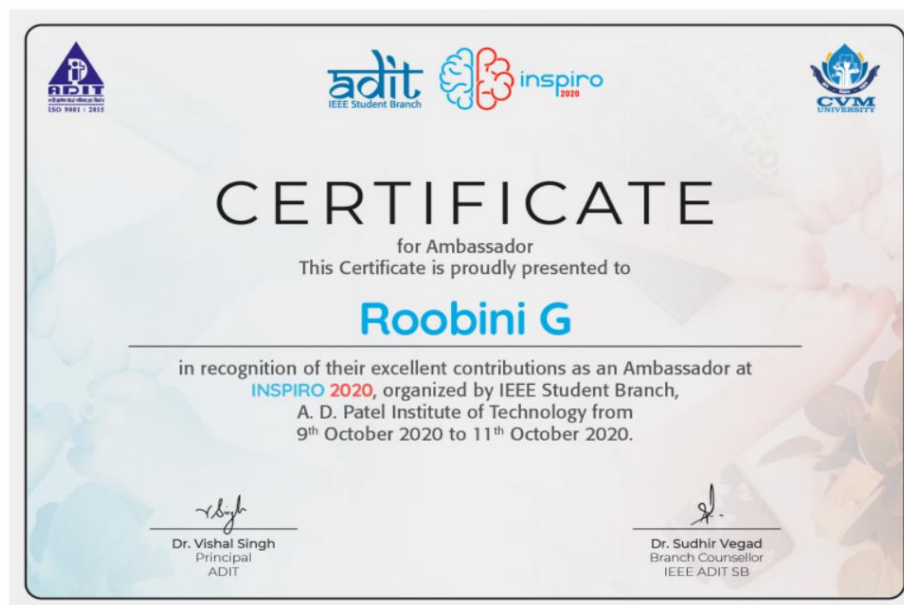 ADIT
ISO 9001 : 2015
adit
IEEE Student Branch
inspiro
2020
CVM
UNIVERSITY
CERTIFICATE
for Ambassador
This Certificate is proudly presented to
Roobini G
in recognition of their excellent contributions as an Ambassador at
INSPIRO 2020, organized by IEEE Student Branch,
A. D. Patel Institute of Technology from
9th October 2020 to 11th October 2020.
Dr. Vishal Singh
Principal
ADIT
Dr. Sudhir Vegad
Branch Counsellor
IEEE ADIT SB